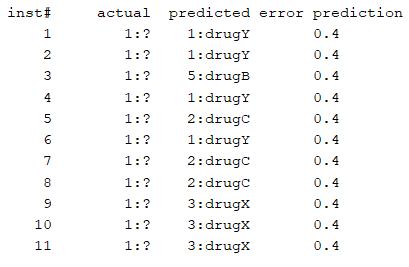 inst# actual predicted error prediction
1 1:? 1:drugY 0.4
2 1:? 1:drugY 0.4
3 1:? 5:drugB 0.4
4 1:? 1:drugY 0.4
5 1:? 2:drugC 0.4
6 1:? 1:drugY 0.4
7 1:? 2:drugC 0.4
8 1:? 2:drugC 0.4
9 1:? 3:drugX 0.4
10 1:? 3:drugX 0.4
11 1:? 3:drugX 0.4